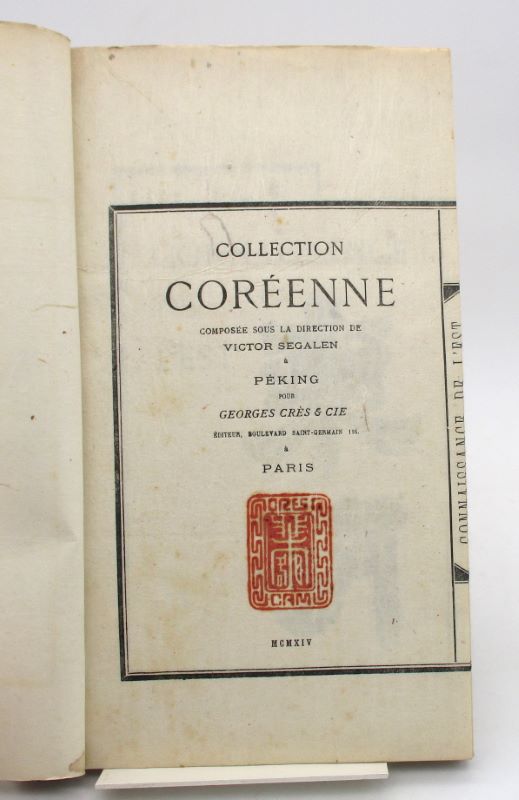 COLLECTION
CORÉENNE
COMPOSÉE SOUS LA DIRECTION DE
VICTOR SEGALEN
à
PÉKING
POUR
GEORGES CRÈS & CIE
ÉDITEUR, BOULEVARD SAINT-GERMAIN 116.
à
PARIS
CRES
MCMXIV
CONNAISSANCE DE L'EST